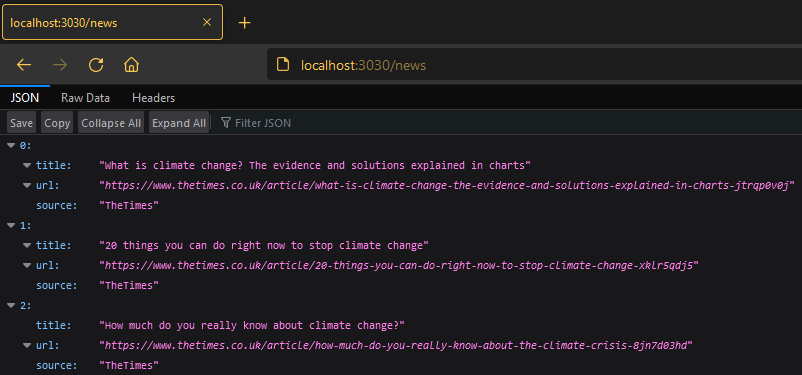 localhost:3030/news
localhost:3030/news
JSON Raw Data Headers
Save Copy Collapse All Expand All Filter JSON
0:
title: "What is climate change? The evidence and solutions explained in charts"
url: "https://www.thetimes.co.uk/article/what-is-climate-change-the-evidence-and-solutions-explained-in-charts-jtrqp0v0j"
source: "TheTimes"
1:
title: "20 things you can do right now to stop climate change"
url: "https://www.thetimes.co.uk/article/20-things-you-can-do-right-now-to-stop-climate-change-xklr5qdj5"
source: "TheTimes"
2:
title: "How much do you really know about climate change?"
url: "https://www.thetimes.co.uk/article/how-much-do-you-really-know-about-the-climate-crisis-8jn7d03hd"
source: "TheTimes"